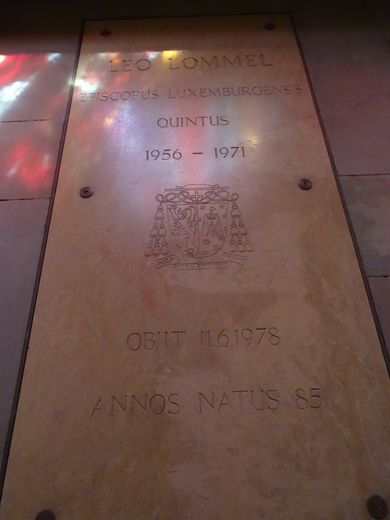 LEO LOMMEL
EPISCOPUS LUXEMBURGENSIS
QUINTUS
1956 – 1971
OBIIT 11.6.1978
ANNOS NATUS 85